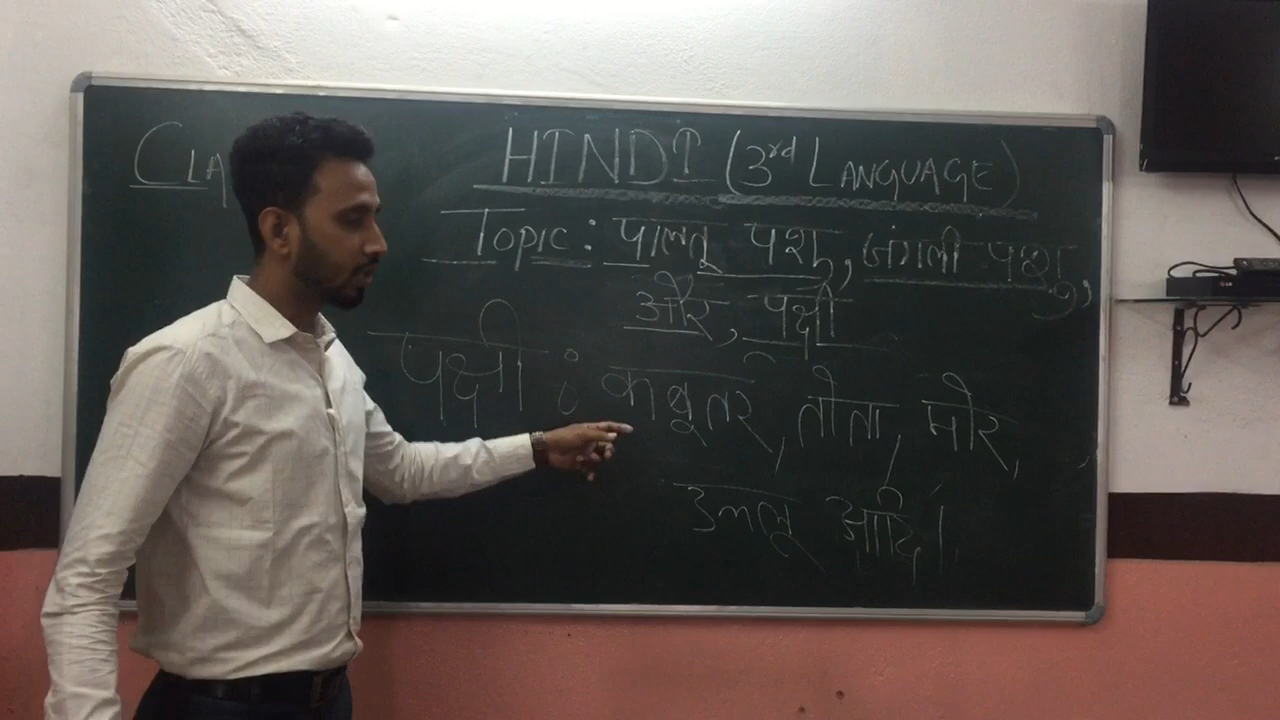 CLA HINDI (3rd LANGUAGE)
TOPIC: पालतू पशु, जंगली पशु,
और, पक्षी
पक्षी : कबूतर, तोता, मोर,
उल्लू आदि।